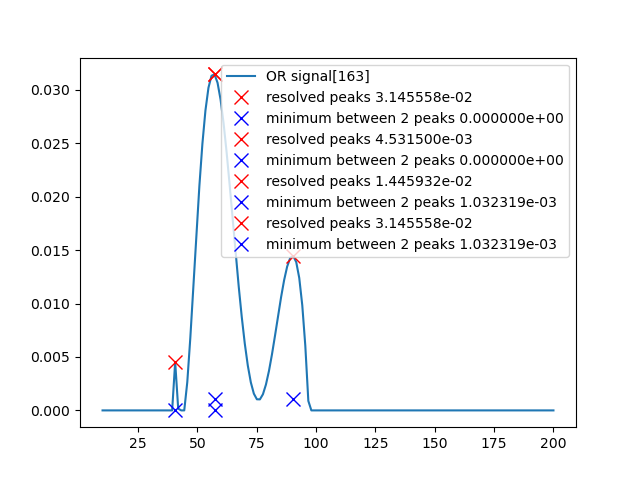 OR signal[163]
resolved peaks 3.145558e-02
minimum between 2 peaks 0.000000e+00
resolved peaks 4.531500e-03
minimum between 2 peaks 0.000000e+00
resolved peaks 1.445932e-02
minimum between 2 peaks 1.032319e-03
resolved peaks 3.145558e-02
minimum between 2 peaks 1.032319e-03
0.030
0.025
0.020
0.015
0.010
0.005
0.000
25 50 75 100 125 150 175 200